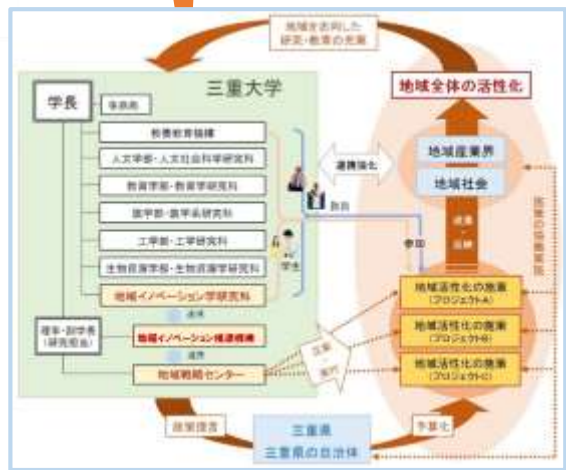 地域を志向した
研究・教育の充実
三重大学
学長
事務局
教養教育機構
人文学部・人文社会科学研究科
教育学部・教育学研究科
医学部・医学系研究科
工学部・工学研究科
生物資源学部・生物資源学研究科
地域イノベーション学研究科
理事・副学長
(研究担当)
連携
地域イノベーション推進機構
連携
地域戦略センター
教員
学生
連携強化
参加
地域全体の活性化
地域産業界
地域社会
成果
地域活性化の施策
(プロジェクトA)
地域活性化の施策
(プロジェクトB)
地域活性化の施策
(プロジェクトC)
政策提言
三重県
三重県の自治体
予算化